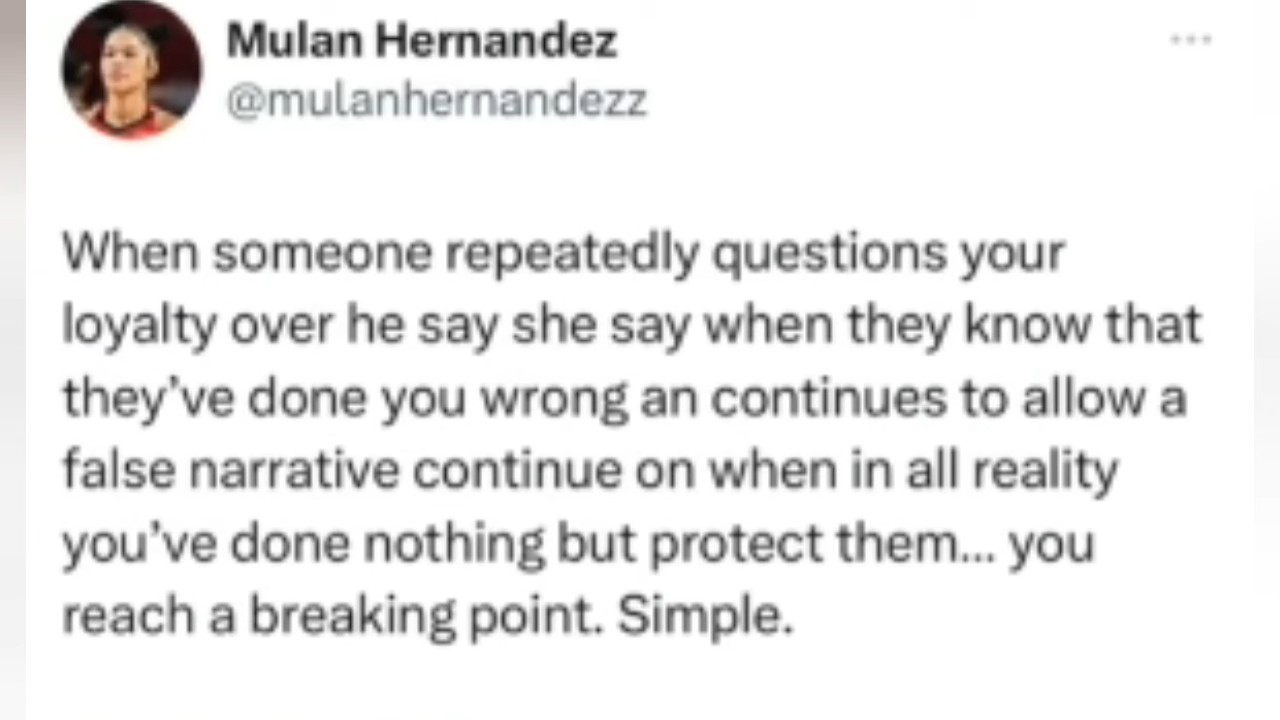 Mulan Hernandez
@mulanhernandezz
When someone repeatedly questions your
loyalty over he say she say when they know that
they’ve done you wrong an continues to allow a
false narrative continue on when in all reality
you’ve done nothing but protect them... you
reach a breaking point. Simple.